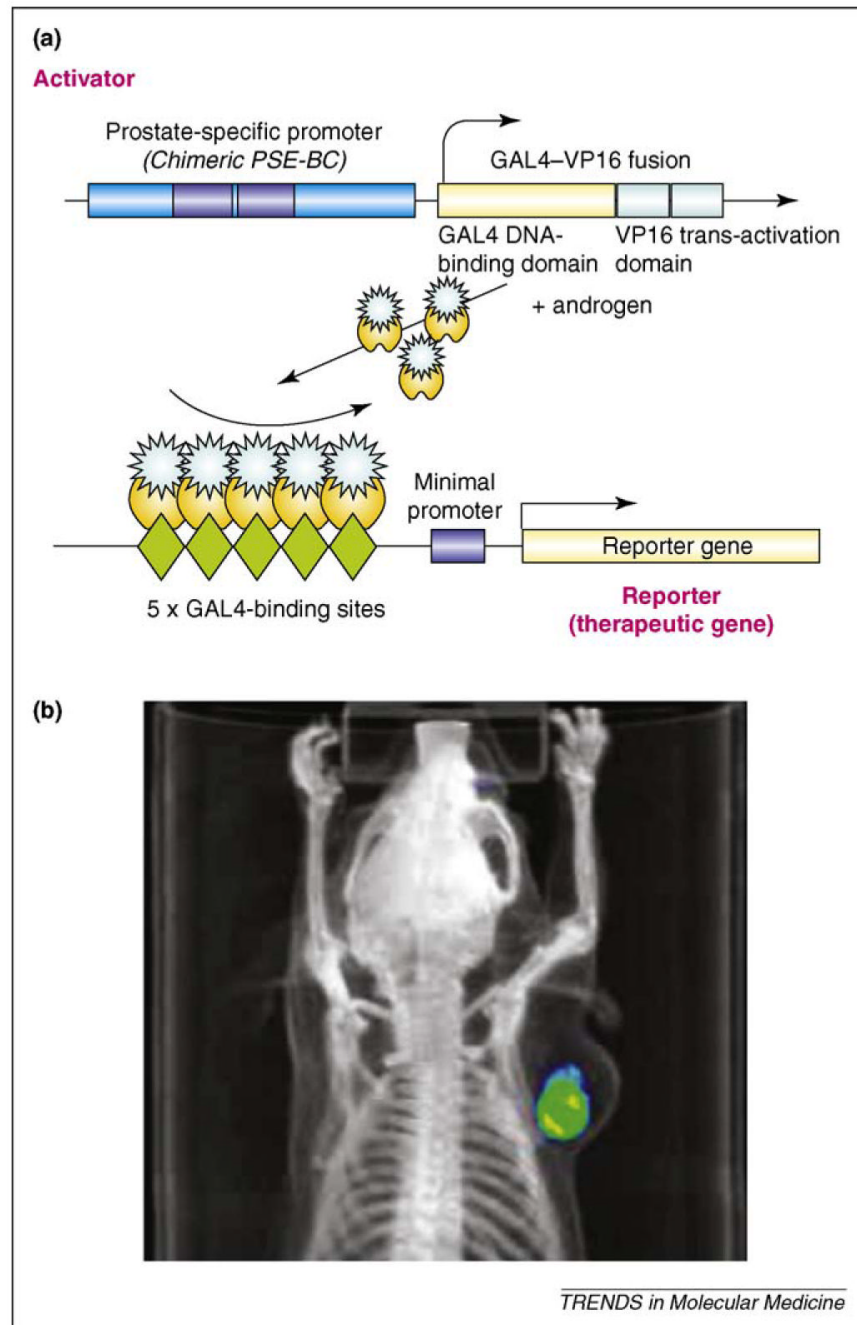 (a)
Activator
Prostate-specific promoter
(Chimeric PSE-BC)
GAL4–VP16 fusion
GAL4 DNA-
binding domain
VP16 trans-activation
domain
+ androgen
Minimal
promoter
Reporter gene
5 x GAL4-binding sites
Reporter
(therapeutic gene)
(b)
TRENDS in Molecular Medicine